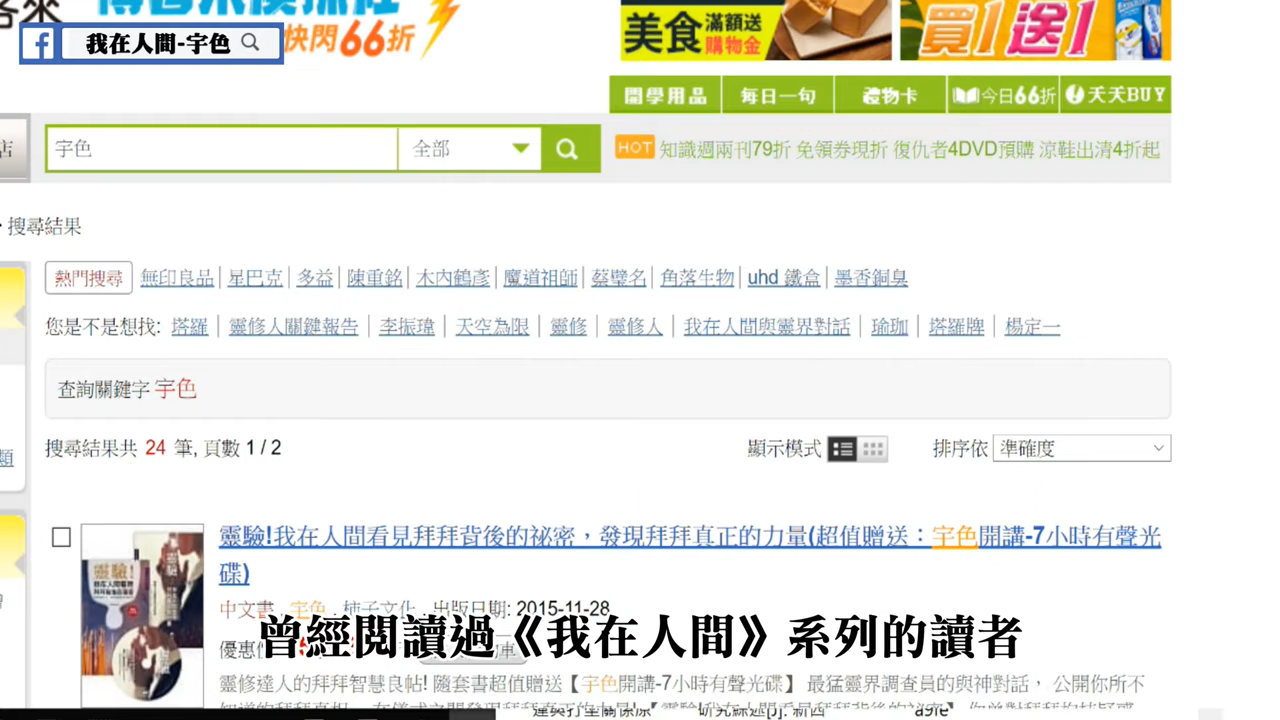 客來
快閃66折
我在人間-宇色
美食 滿額送 購物金
買1送1
開學用品 每日一句 禮物卡 今日66折 天天BUY
店 宇色 全部 HOT 知識週兩刊79折 免領券現折 復仇者4DVD預購 涼鞋出清4折起
搜尋結果
熱門搜尋 無印良品 星巴克 多益 陳重銘 木內鶴彥 魔道祖師 蔡璧名 角落生物 uhd 鐵盒 墨香銅臭
您是不是想找: 塔羅 靈修人關鍵報告 李振瑋 天空為限 靈修 靈修人 我在人間與靈界對話 瑜珈 塔羅牌 楊定一
查詢關鍵字 宇色
類 搜尋結果共 24 筆, 頁數 1 / 2 顯示模式 排序依 準確度
靈驗!我在人間看見拜拜背後的祕密，發現拜拜真正的力量(超值贈送：宇色開講-7小時有聲光
碟)
中文書 , 宇色 , 柿子文化 , 出版日期: 2015-11-28
優惠價
曾經閱讀過《我在人間》系列的讀者
靈修達人的拜拜智慧良帖! 隨套書超值贈送【宇色開講-7小時有聲光碟】 最猛靈界調查員的與神對話， 公開你所不